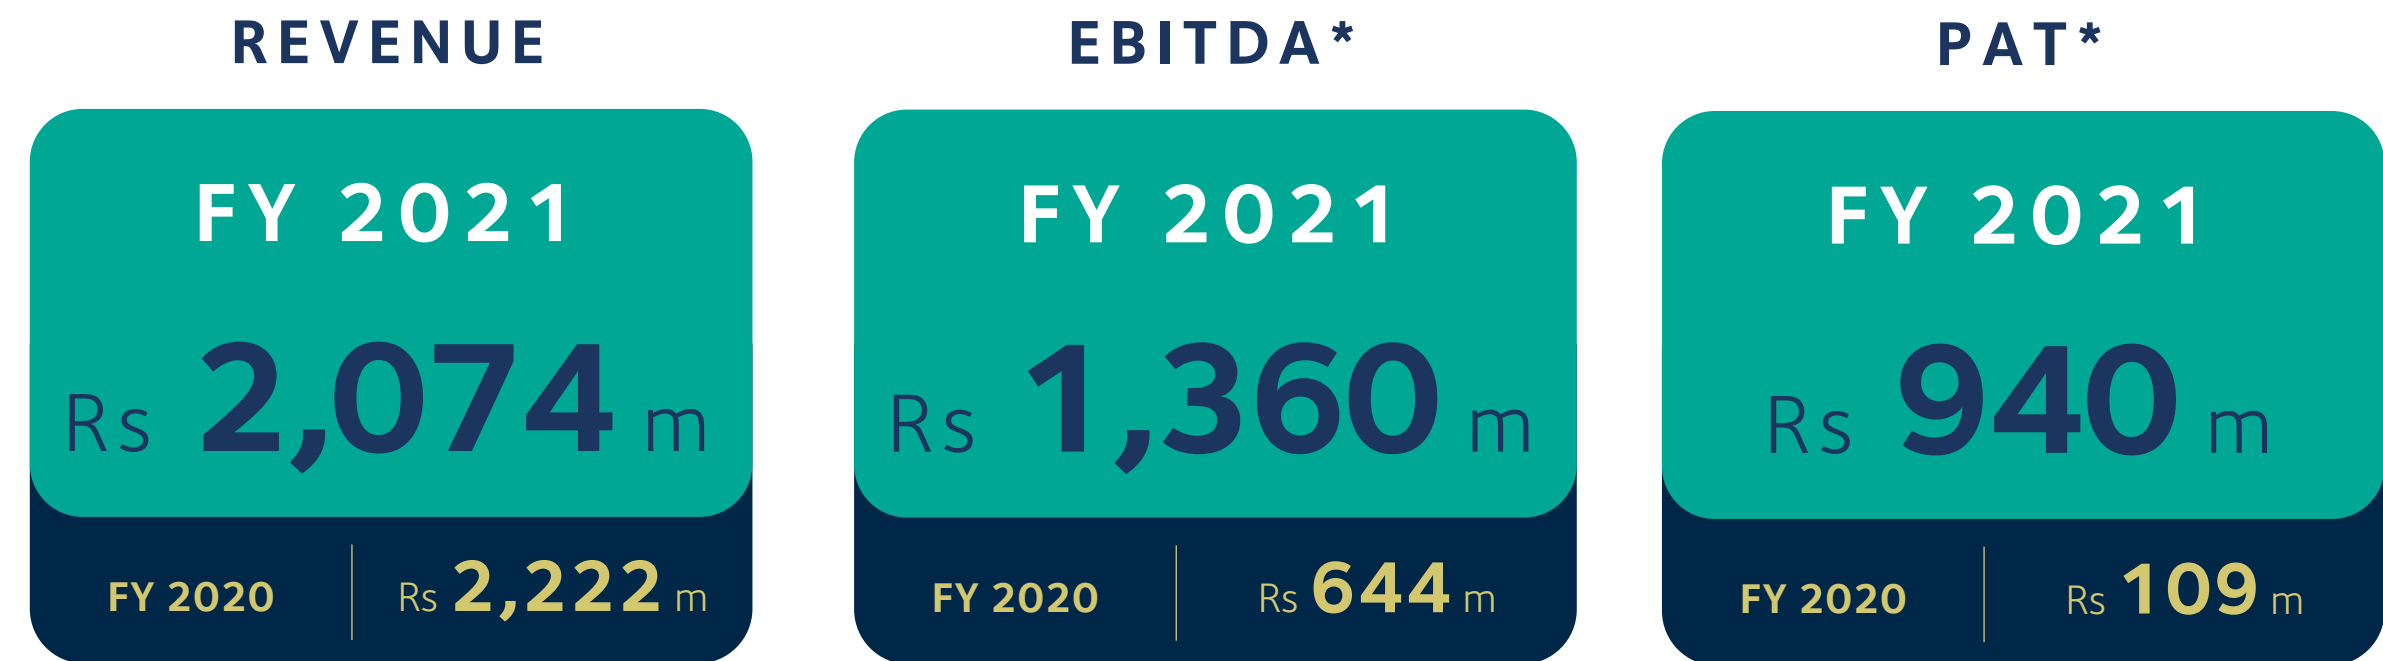 REVENUE
FY 2021
Rs 2,074 m
FY 2020
Rs 2,222 m
EBITDA*
FY 2021
Rs 1,360 m
FY 2020
Rs 644 m
PAT*
FY 2021
Rs 940 m
FY 2020
Rs 109 m